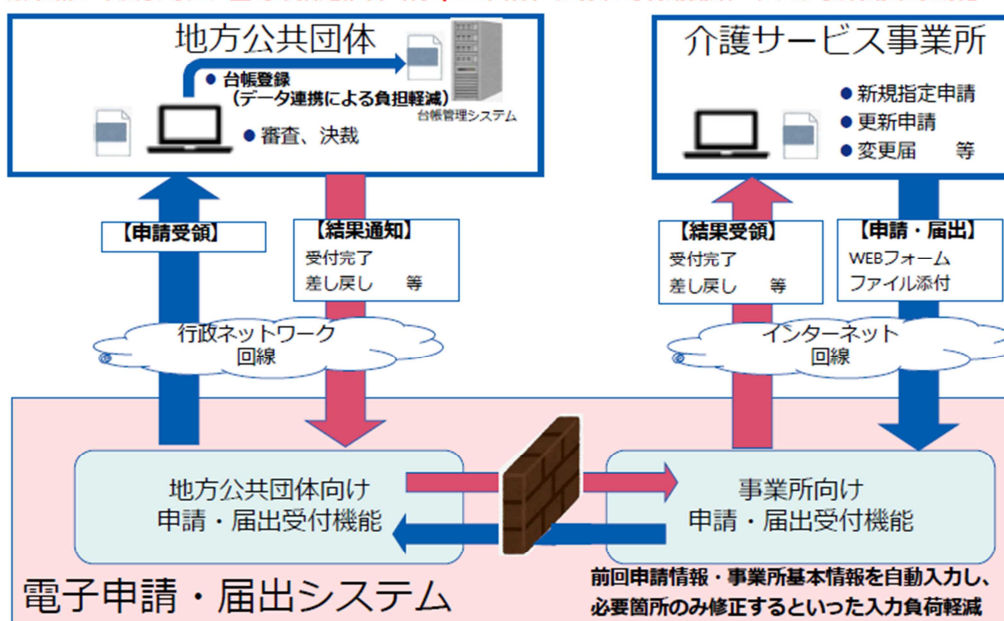 地方公共団体
● 台帳登録
(データ連携による負担軽減)
台帳管理システム
● 審査、決裁
介護サービス事業所
● 新規指定申請
● 更新申請
● 変更届 等
【申請受領】
【結果通知】
受付完了
差し戻し 等
【結果受領】
受付完了
差し戻し 等
【申請・届出】
WEBフォーム
ファイル添付
行政ネットワーク
回線
インターネット
回線
地方公共団体向け
申請・届出受付機能
事業所向け
申請・届出受付機能
電子申請・届出システム
前回申請情報・事業所基本情報を自動入力し、
必要箇所のみ修正するといった入力負荷軽減